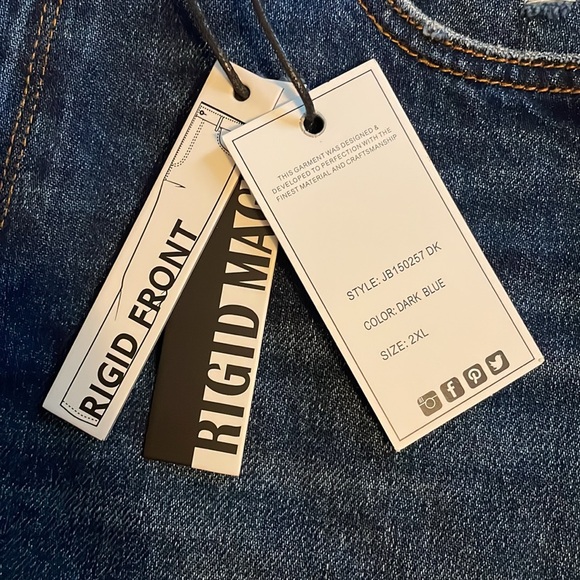 RIGID FRONT
RIGID MAG
THIS GARMENT WAS DESIGNED &
DEVELOPED TO PERFECTION WITH THE
FINEST MATERIAL AND CRAFTSMANSHIP
STYLE: JB150257 DK
COLOR: DARK BLUE
SIZE: 2XL